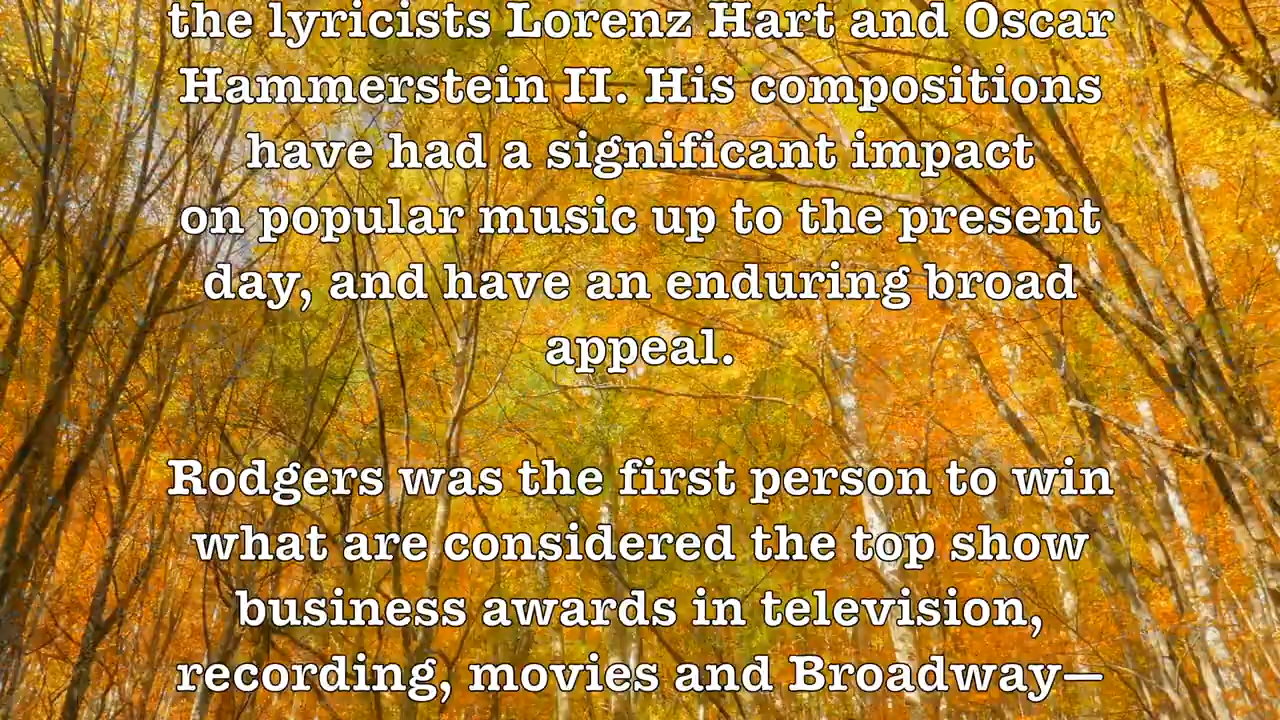 the lyricists Lorenz Hart and Oscar
Hammerstein II. His compositions
have had a significant impact
on popular music up to the present
day, and have an enduring broad
appeal.
Rodgers was the first person to win
what are considered the top show
business awards in television,
recording, movies and Broadway—